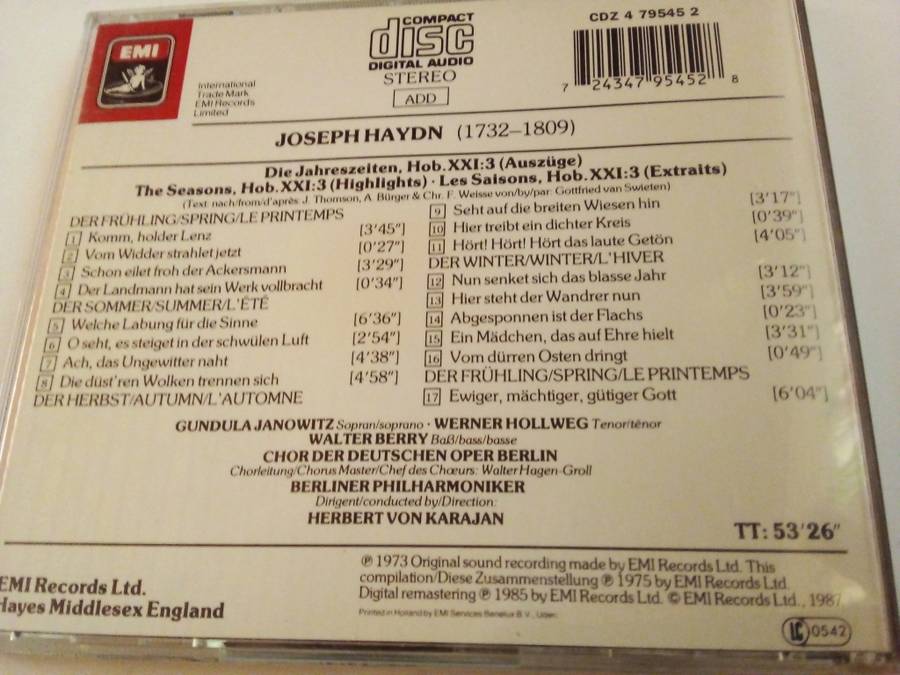 EMI
International
Trade Mark
EMI Records
Limited
COMPACT
disc
DIGITAL AUDIO
STEREO
ADD
CDZ 4 79545 2
7 24347 95452 8
JOSEPH HAYDN (1732–1809)
Die Jahreszeiten, Hob. XXI:3 (Auszüge)
The Seasons, Hob. XXI:3 (Highlights) · Les Saisons, Hob. XXI:3 (Extraits)
(Text nach/from/d'après J. Thomson, A. Bürger & Chr. F. Weisse von/by/par: Gottfried van Swieten)
DER FRÜHLING/SPRING/LE PRINTEMPS
1 Komm, holder Lenz [3'45"]
2 Vom Widder strahlet jetzt [0'27"]
3 Schon eilet froh der Ackersmann [3'29"]
4 Der Landmann hat sein Werk vollbracht [0'34"]
DER SOMMER/SUMMER/L'ÉTÉ
5 Welche Labung für die Sinne [6'36"]
6 O seht, es steiget in der schwülen Luft [2'54"]
7 Ach, das Ungewitter naht [4'38"]
8 Die düst'ren Wolken trennen sich [4'58"]
DER HERBST/AUTUMN/L'AUTOMNE
9 Seht auf die breiten Wiesen hin [3'17"]
10 Hier treibt ein dichter Kreis [0'39"]
11 Hört! Hört! Hört das laute Getön [4'05"]
DER WINTER/WINTER/L'HIVER
12 Nun senket sich das blasse Jahr [3'12"]
13 Hier steht der Wandrer nun [3'59"]
14 Abgesponnen ist der Flachs [0'23"]
15 Ein Mädchen, das auf Ehre hielt [3'31"]
16 Vom dürren Osten dringt [0'49"]
DER FRÜHLING/SPRING/LE PRINTEMPS
17 Ewiger, mächtiger, gütiger Gott [6'04"]
GUNDULA JANOWITZ Sopran/soprano · WERNER HOLLWEG Tenor/ténor
WALTER BERRY Baß/bass/basse
CHOR DER DEUTSCHEN OPER BERLIN
Chorleitung/Chorus Master/Chef des Chœurs: Walter Hagen-Groll
BERLINER PHILHARMONIKER
Dirigent/conducted by/Direction:
HERBERT VON KARAJAN
TT: 53'26"
EMI Records Ltd.
Hayes Middlesex England
℗ 1973 Original sound recording made by EMI Records Ltd. This
compilation/Diese Zusammenstellung ℗ 1975 by EMI Records Ltd.
Digital remastering ℗ 1985 by EMI Records Ltd. © EMI Records Ltd., 1987
Printed in Holland by EMI Services Benelux B.V., Uden
LC 0542